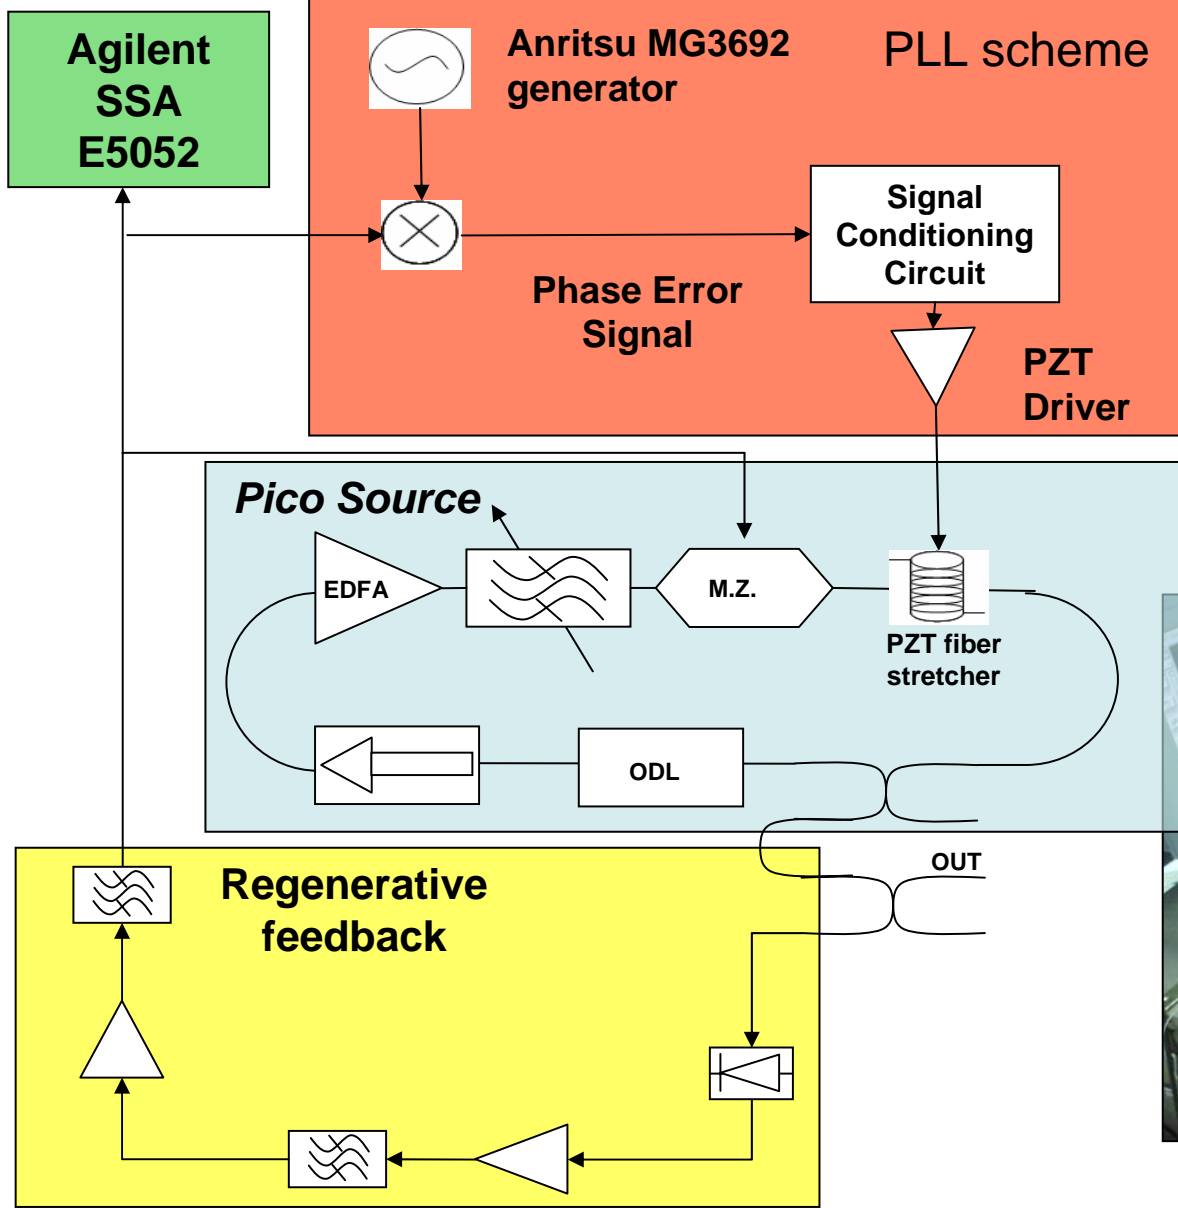 Agilent
SSA
E5052
Anritsu MG3692
generator
PLL scheme
Signal
Conditioning
Circuit
Phase Error
Signal
PZT
Driver
Pico Source
EDFA
M.Z.
PZT fiber
stretcher
ODL
OUT
Regenerative
feedback